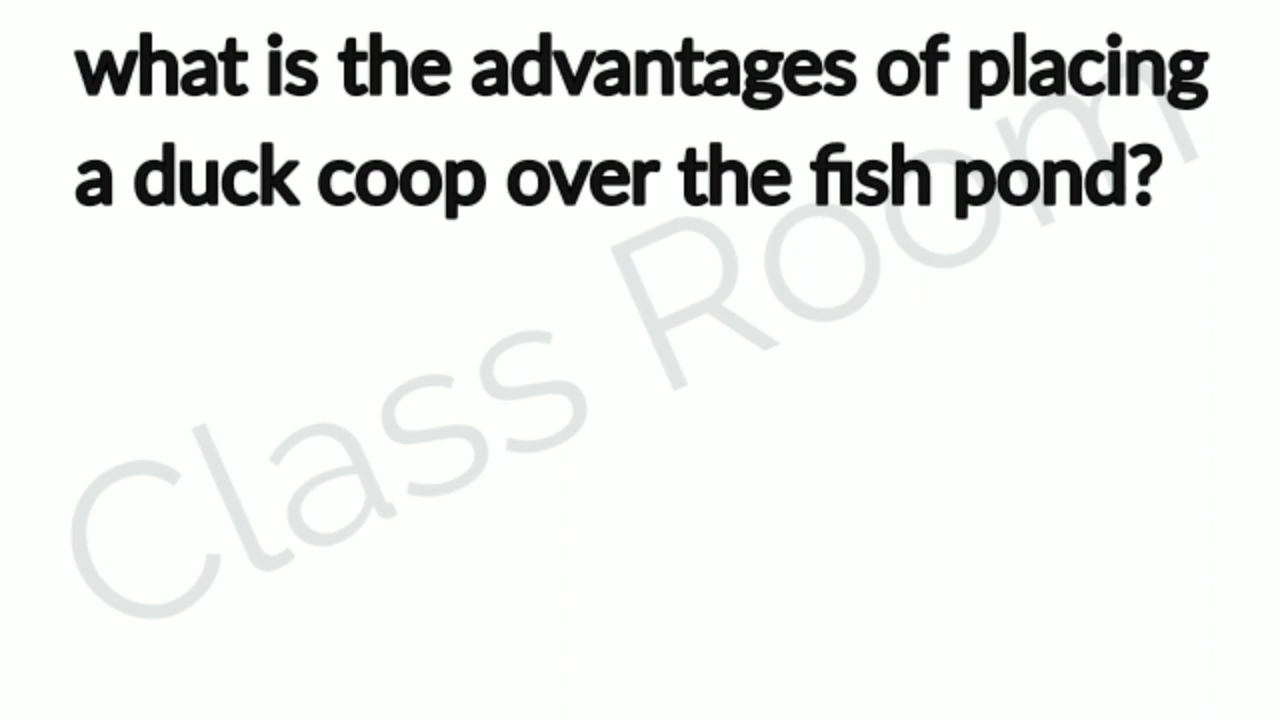 what is the advantages of placing
a duck coop over the fish pond?
Class Room